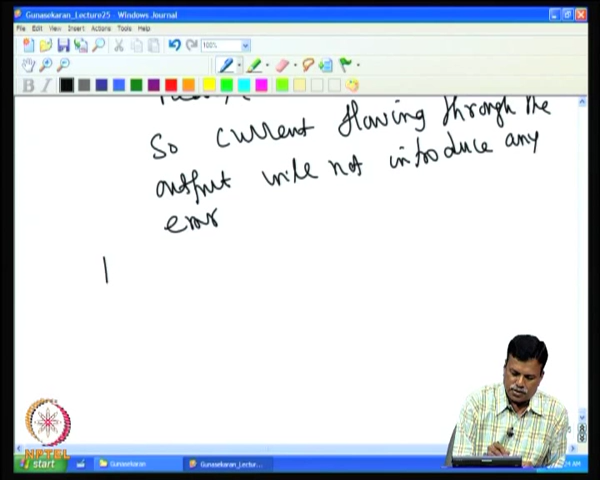 Gunasekaran_Lecture25 - Windows Journal
File Edit View Insert Actions Tools Help
100%
B I
So current flowing through the
output will not introduce any
error
NPTEL
start Gunasekaran Gunasekaran_Lectur...